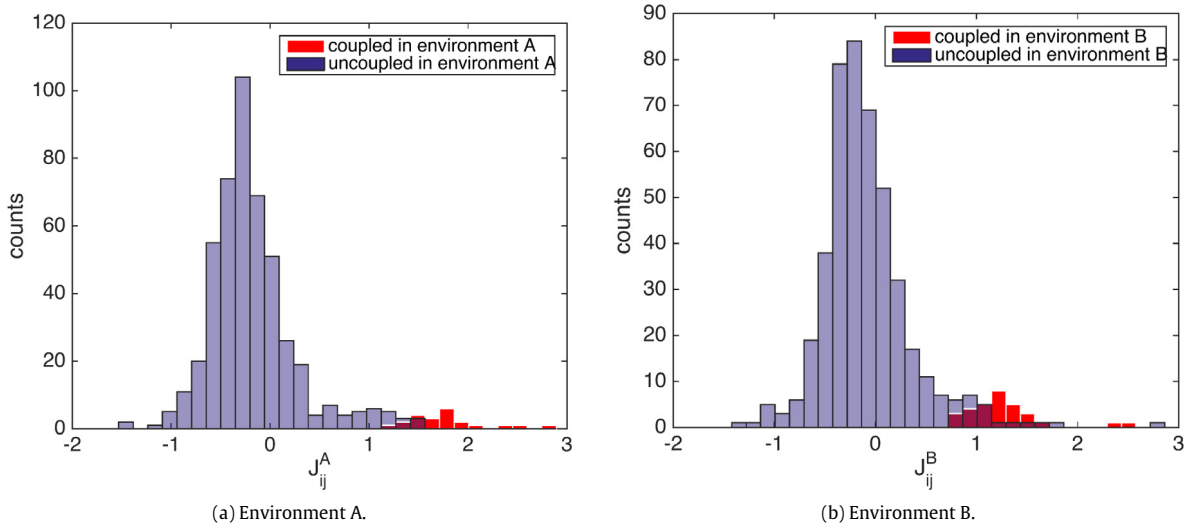 120
100
80
60
40
20
0
counts
-2
-1
0
1
2
3
J_ij^A
coupled in environment A
uncoupled in environment A
(a) Environment A.
90
80
70
60
50
40
30
20
10
0
counts
-2
-1
0
1
2
3
J_ij^B
coupled in environment B
uncoupled in environment B
(b) Environment B.